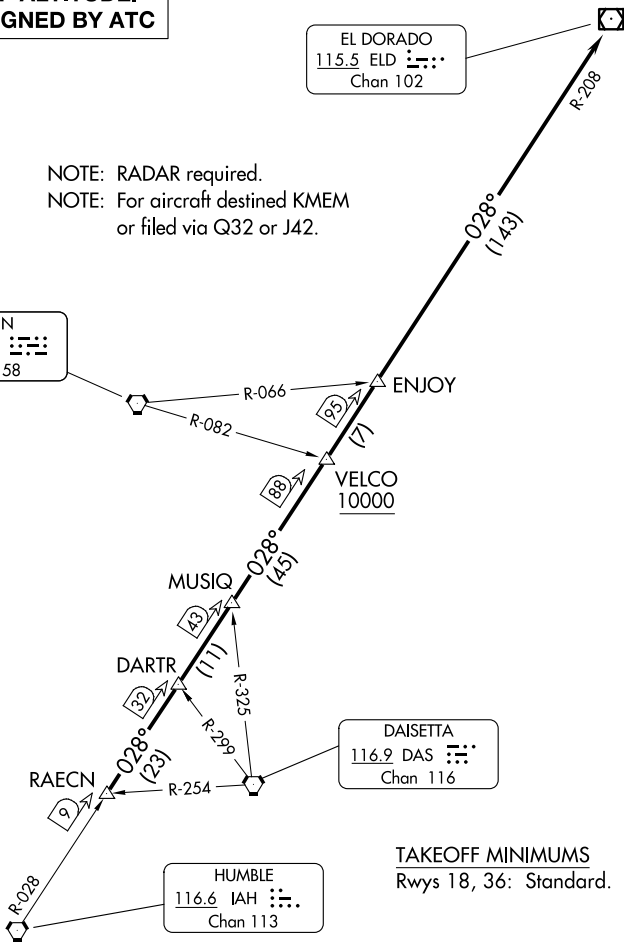 GNED BY ATC
EL DORADO
115.5 ELD
Chan 102
R-208
NOTE: RADAR required.
NOTE: For aircraft destined KMEM
or filed via Q32 or J42.
028°
(143)
N
58
R-066
ENJOY
95
R-082
(7)
88
VELCO
10000
028°
(45)
MUSIQ
43
(11)
DARTR
R-325
32
R-299
DAISETTA
116.9 DAS
Chan 116
028°
(23)
RAECN
R-254
9
TAKEOFF MINIMUMS
Rwys 18, 36: Standard.
R-028
HUMBLE
116.6 IAH
Chan 113